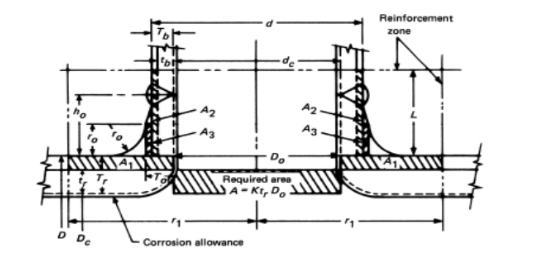 d
Reinforcement
zone
T_b
t_b
d_c
A_2
A_2
h_o
r_o
r_o
A_3
A_3
L
D_o
A_1
A_1
t_r
T_r
T_o
Required area
A = Kt_r D_o
r_1
r_1
D
D_c
Corrosion allowance